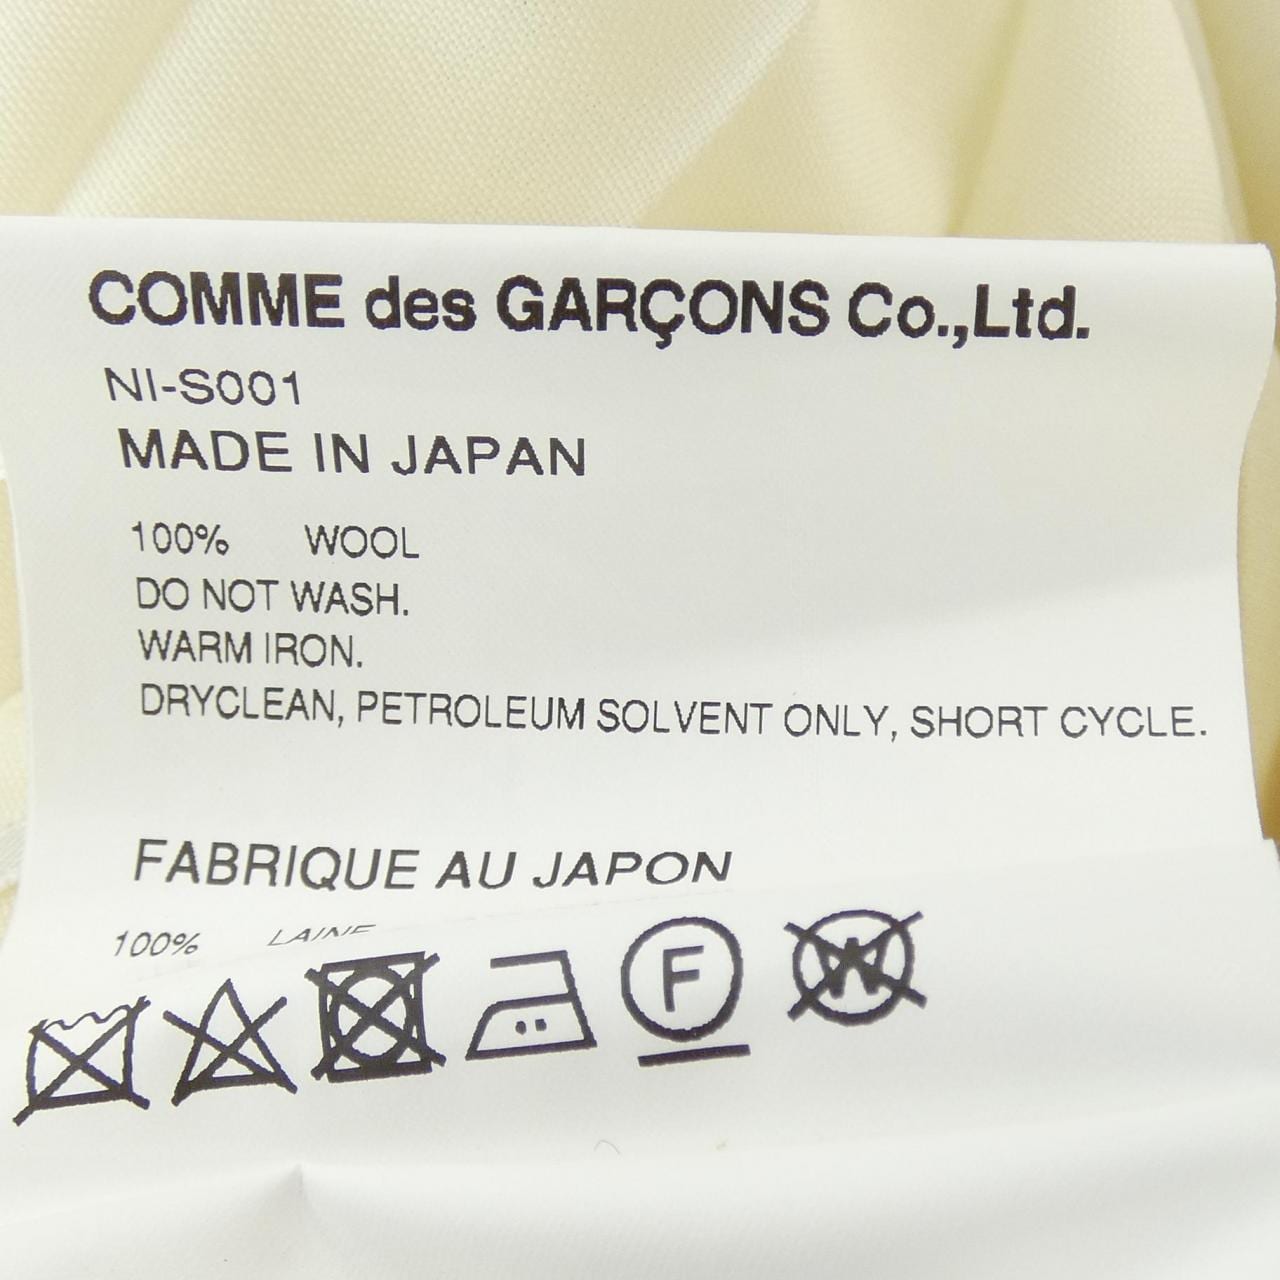 COMME des GARÇONS Co.,Ltd.
NI-S001
MADE IN JAPAN
100% WOOL
DO NOT WASH.
WARM IRON.
DRYCLEAN, PETROLEUM SOLVENT ONLY, SHORT CYCLE.
FABRIQUE AU JAPON
100% LAINE
F W